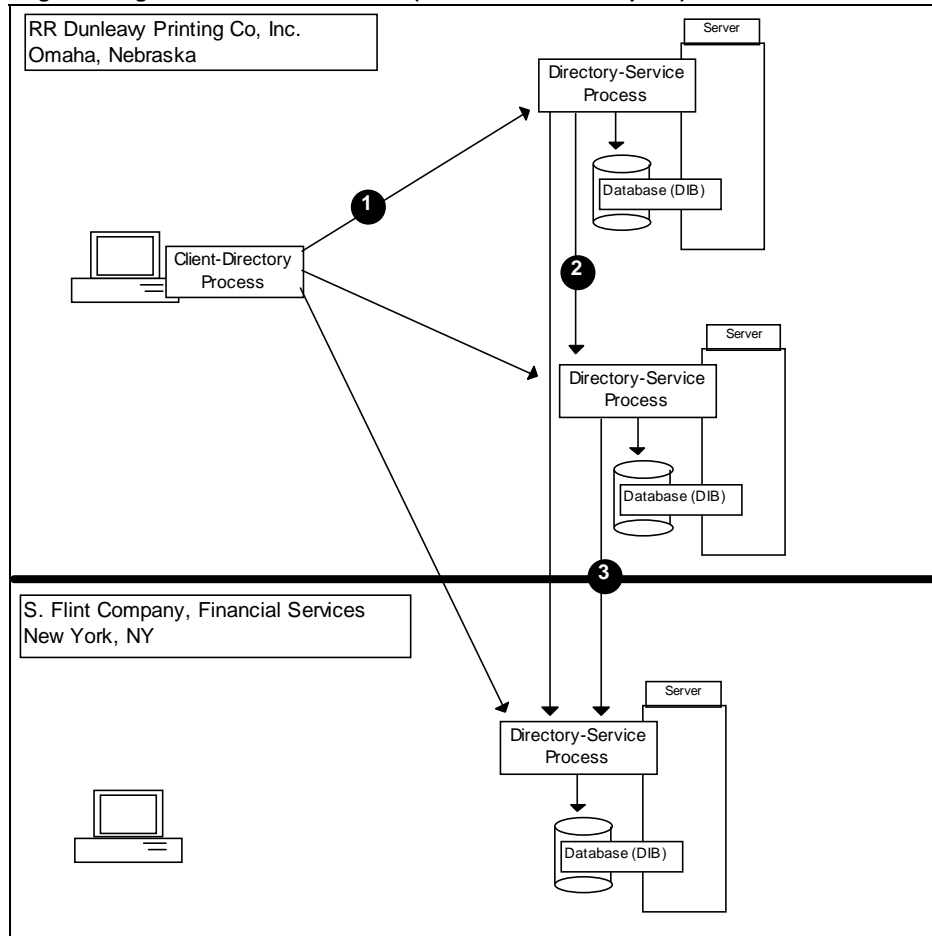 RR Dunleavy Printing Co, Inc.
Omaha, Nebraska
Server
Directory-Service
Process
Database (DIB)
1
Client-Directory
Process
2
Server
Directory-Service
Process
Database (DIB)
3
S. Flint Company, Financial Services
New York, NY
Server
Directory-Service
Process
Database (DIB)